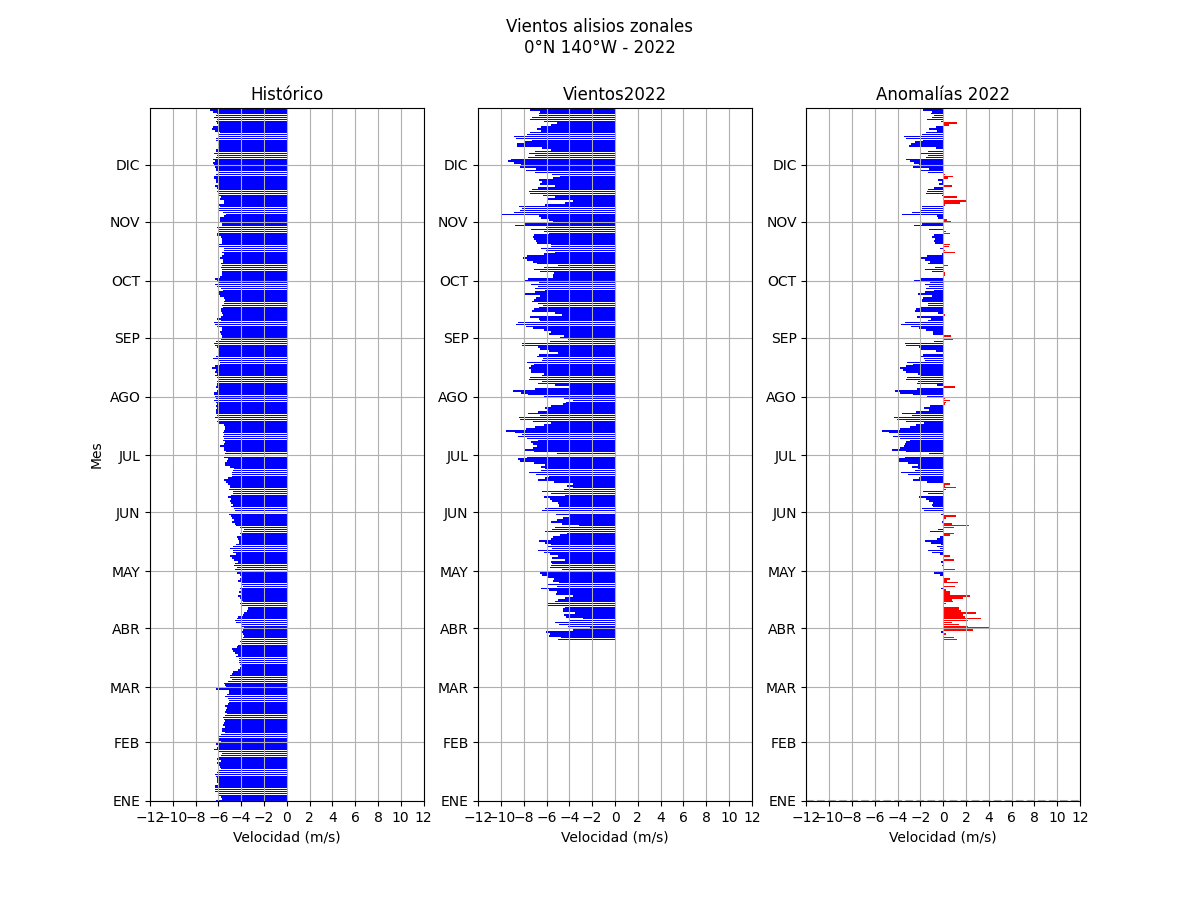 Vientos alisios zonales
0°N 140°W - 2022
Histórico
Vientos2022
Anomalías 2022
Mes
DIC
NOV
OCT
SEP
AGO
JUL
JUN
MAY
ABR
MAR
FEB
ENE
−12 −10 −8 −6 −4 −2 0 2 4 6 8 10 12
Velocidad (m/s)
DIC
NOV
OCT
SEP
AGO
JUL
JUN
MAY
ABR
MAR
FEB
ENE
−12 −10 −8 −6 −4 −2 0 2 4 6 8 10 12
Velocidad (m/s)
DIC
NOV
OCT
SEP
AGO
JUL
JUN
MAY
ABR
MAR
FEB
ENE
−12 −10 −8 −6 −4 −2 0 2 4 6 8 10 12
Velocidad (m/s)